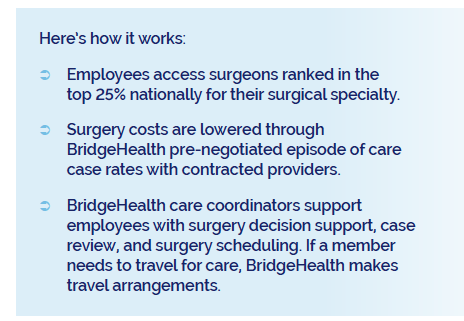 Here's how it works:
Employees access surgeons ranked in the
top 25% nationally for their surgical specialty.
Surgery costs are lowered through
BridgeHealth pre-negotiated episode of care
case rates with contracted providers.
BridgeHealth care coordinators support
employees with surgery decision support, case
review, and surgery scheduling. If a member
needs to travel for care, BridgeHealth makes
travel arrangements.